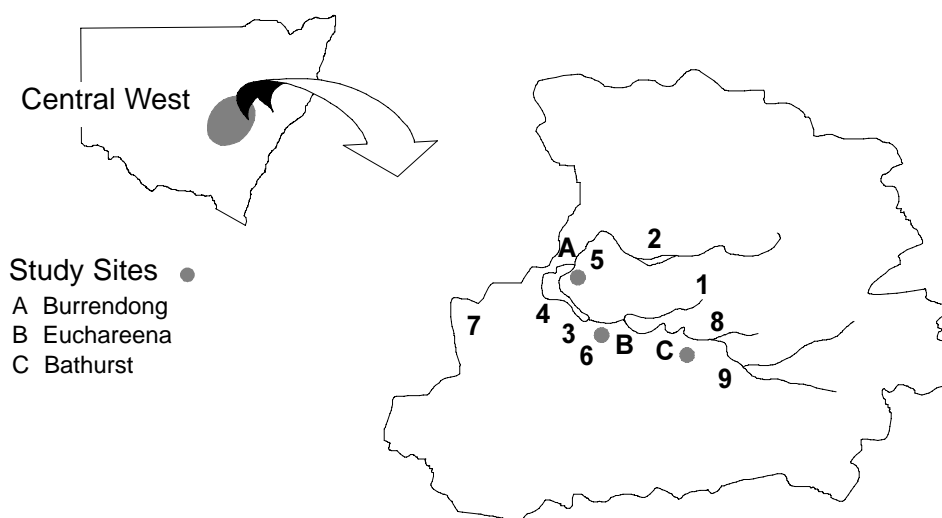 Central West
Study Sites
A Burrendong
B Euchareena
C Bathurst
A
2
5
1
4
7
3
8
6
B
C
9